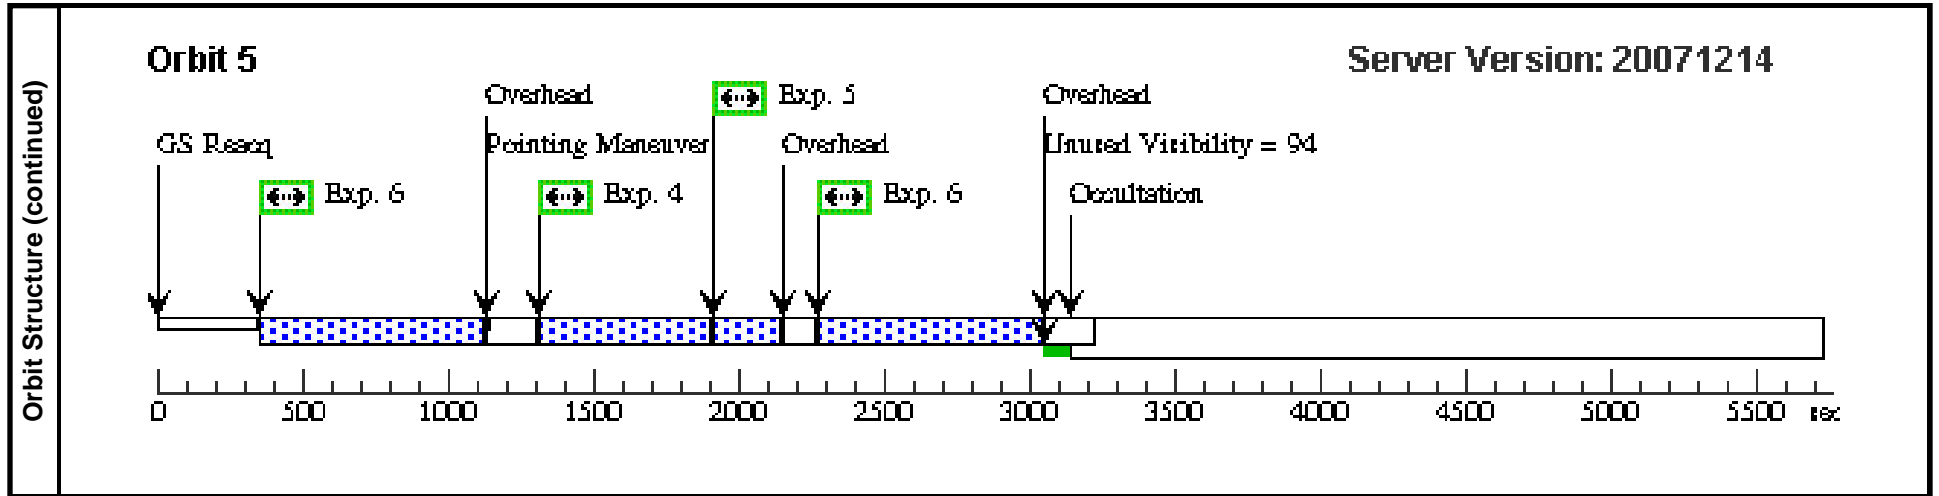 Orbit Structure (continued)
Orbit 5
Server Version: 20071214
Overhead
Exp. 5
Overhead
GS Reacq
Pointing Maneuver
Overhead
Unused Visibility = 94
Exp. 6
Exp. 4
Exp. 6
Occultation
0 500 1000 1500 2000 2500 3000 3500 4000 4500 5000 5500 sec